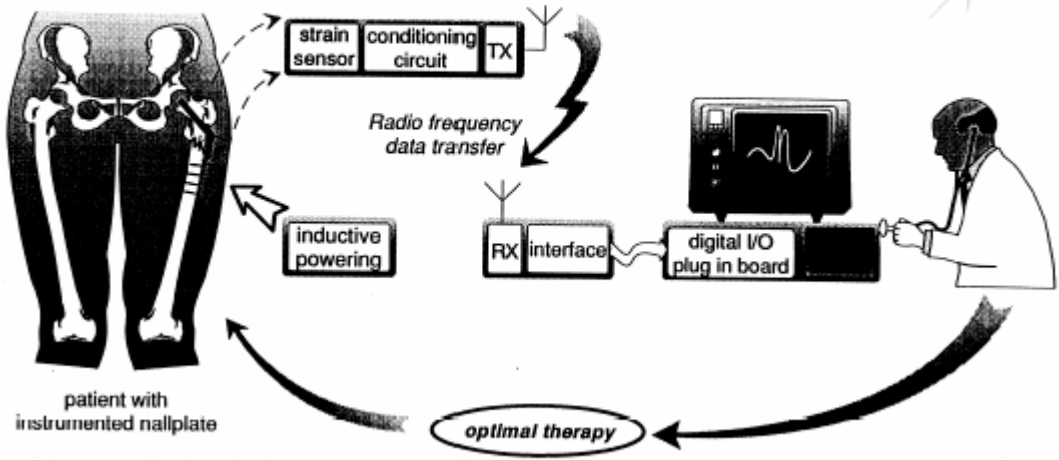 strain
sensor
conditioning
circuit
TX
Radio frequency
data transfer
inductive
powering
RX
interface
digital I/O
plug in board
patient with
instrumented nallplate
optimal therapy